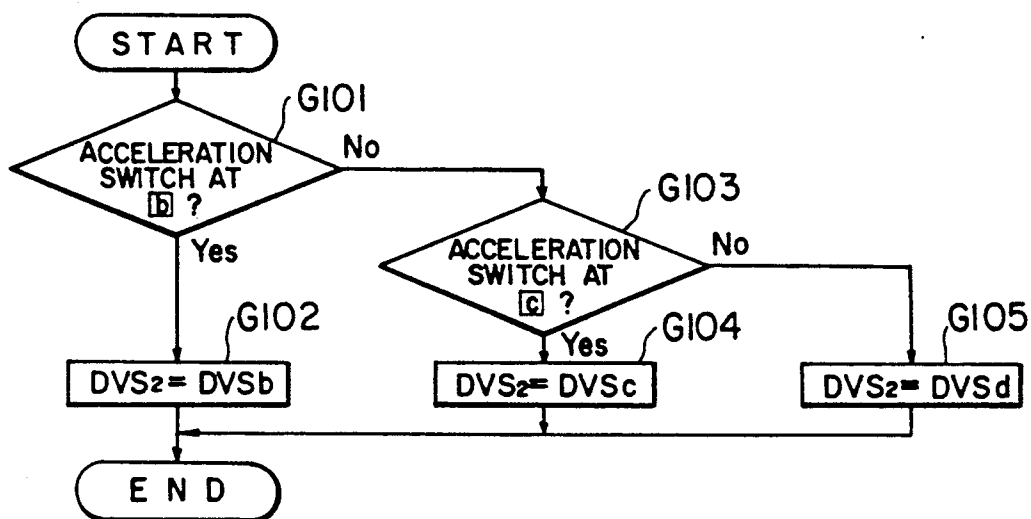 START
G101
ACCELERATION
SWITCH AT
b ?
No
Yes
G103
ACCELERATION
SWITCH AT
c ?
No
Yes
G102
DVS2= DVSb
G104
DVS2= DVSc
G105
DVS2= DVSd
END